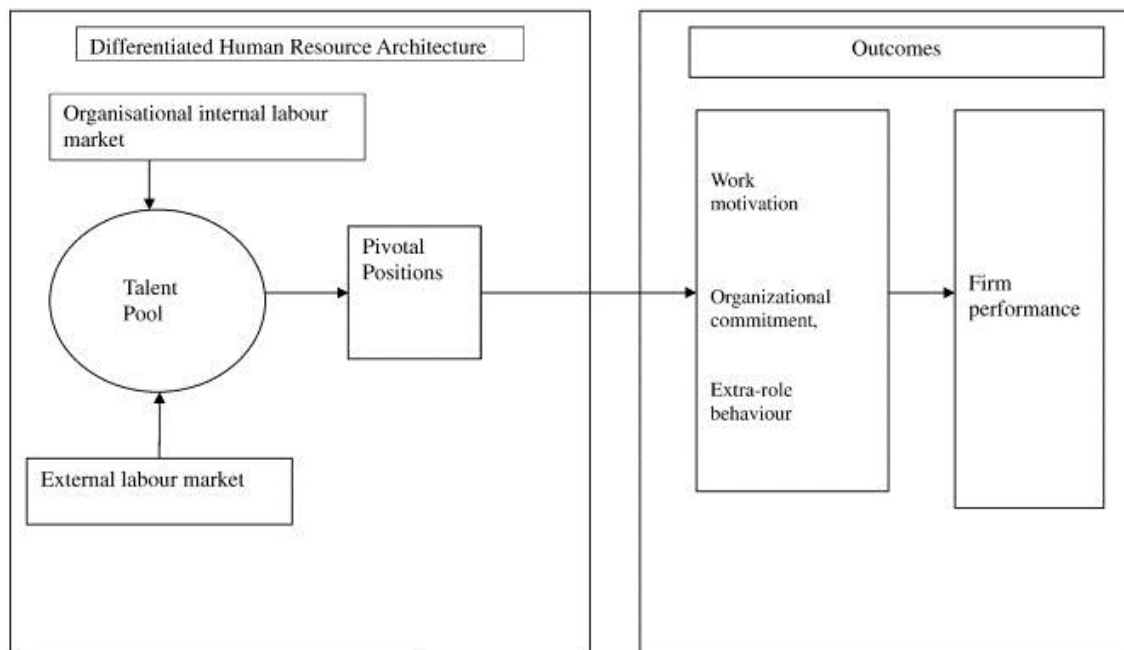 Differentiated Human Resource Architecture
Organisational internal labour
market
Talent
Pool
Pivotal
Positions
External labour market
Outcomes
Work
motivation
Organizational
commitment,
Extra-role
behaviour
Firm
performance